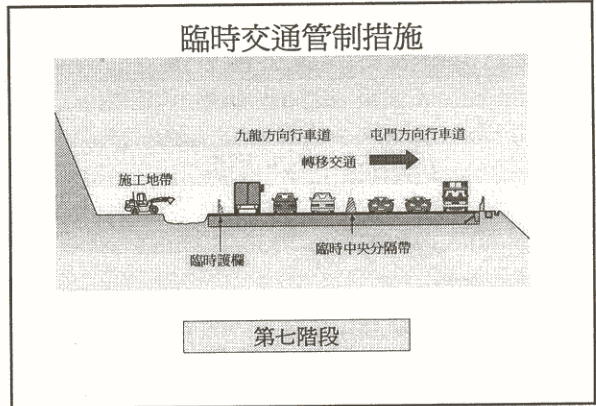 臨時交通管制措施
九龍方向行車道
屯門方向行車道
轉移交通
施工地帶
臨時護欄
臨時中央分隔帶
第七階段